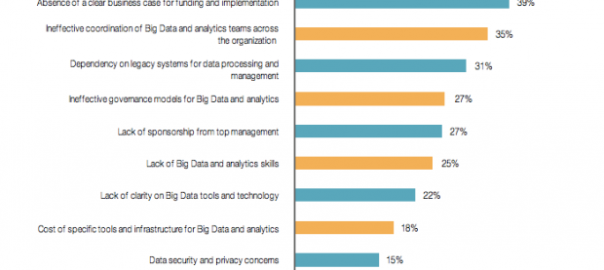 Absence of a clear business case for funding and implementation 39%
Ineffective coordination of Big Data and analytics teams across
the organization 35%
Dependency on legacy systems for data processing and
management 31%
Ineffective governance models for Big Data and analytics 27%
Lack of sponsorship from top management 27%
Lack of Big Data and analytics skills 25%
Lack of clarity on Big Data tools and technology 22%
Cost of specific tools and infrastructure for Big Data and analytics 18%
Data security and privacy concerns 15%